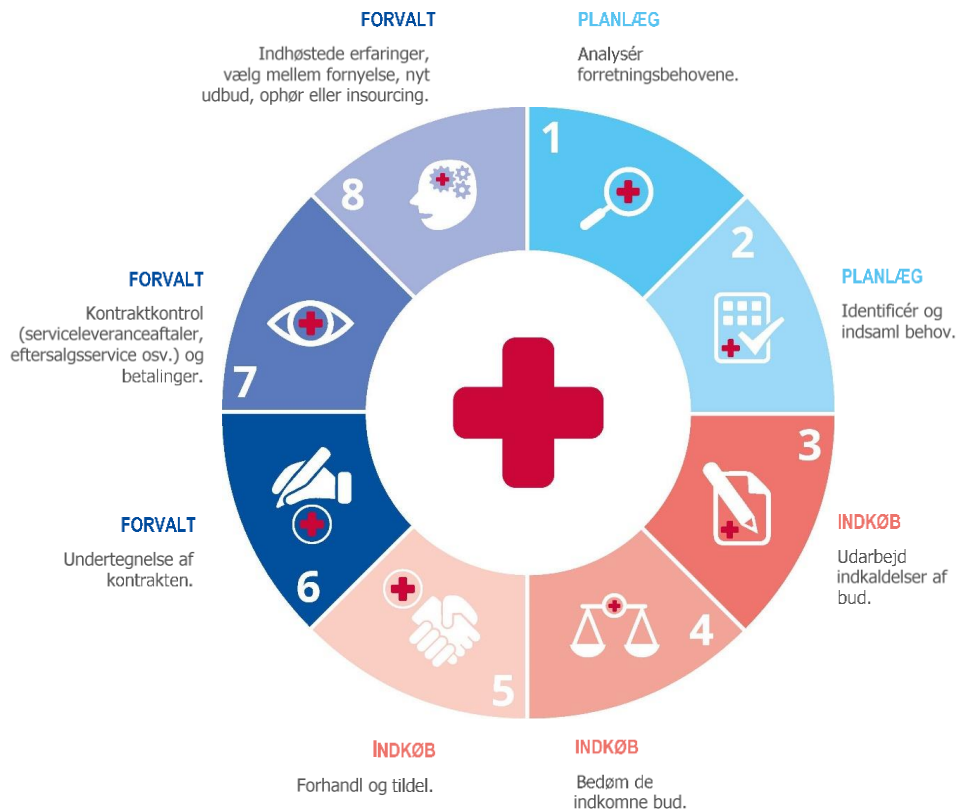 FORVALT
Indhøstede erfaringer,
vælg mellem fornyelse, nyt
udbud, ophør eller insourcing.
PLANLÆG
Analysér
forretningsbehovene.
1
2
PLANLÆG
Identificér og
indsaml behov.
3
INDKØB
Udarbejd
indkaldelser af
bud.
4
INDKØB
Bedøm de
indkomne bud.
5
INDKØB
Forhandl og tildel.
6
FORVALT
Undertegnelse af
kontrakten.
7
FORVALT
Kontraktkontrol
(serviceleveranceaftaler,
eftersalgsservice osv.) og
betalinger.
8